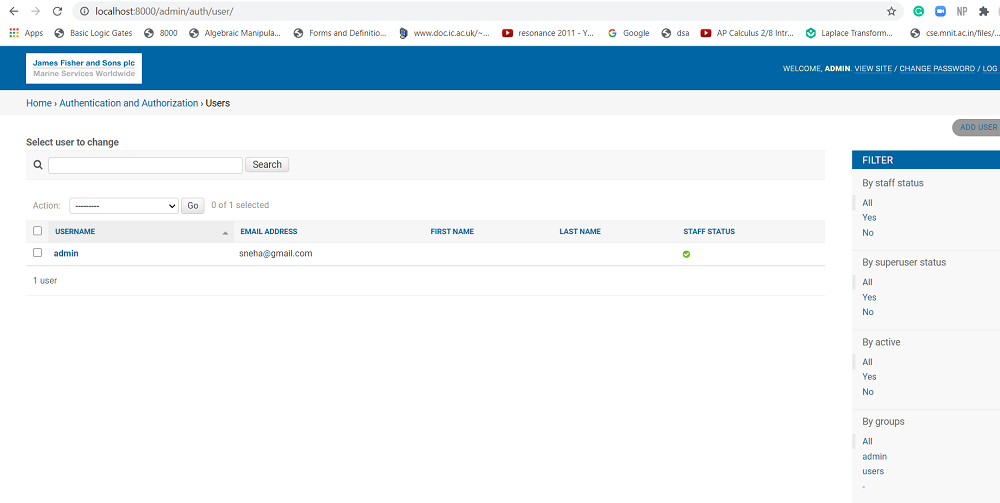 localhost:8000/admin/auth/user/
NP
Apps Basic Logic Gates 8000 Algebraic Manipula... Forms and Definitio... www.doc.ic.ac.uk/~... resonance 2011 - Y... Google dsa AP Calculus 2/8 Intr... Laplace Transform... cse.mnit.ac.in/files/...
James Fisher and Sons plc
Marine Services Worldwide
WELCOME, ADMIN. VIEW SITE / CHANGE PASSWORD / LOG
Home › Authentication and Authorization › Users
ADD USER
Select user to change
Search
Action: --------- Go 0 of 1 selected
USERNAME EMAIL ADDRESS FIRST NAME LAST NAME STAFF STATUS
admin sneha@gmail.com
1 user
FILTER
By staff status
All
Yes
No
By superuser status
All
Yes
No
By active
All
Yes
No
By groups
All
admin
users
-